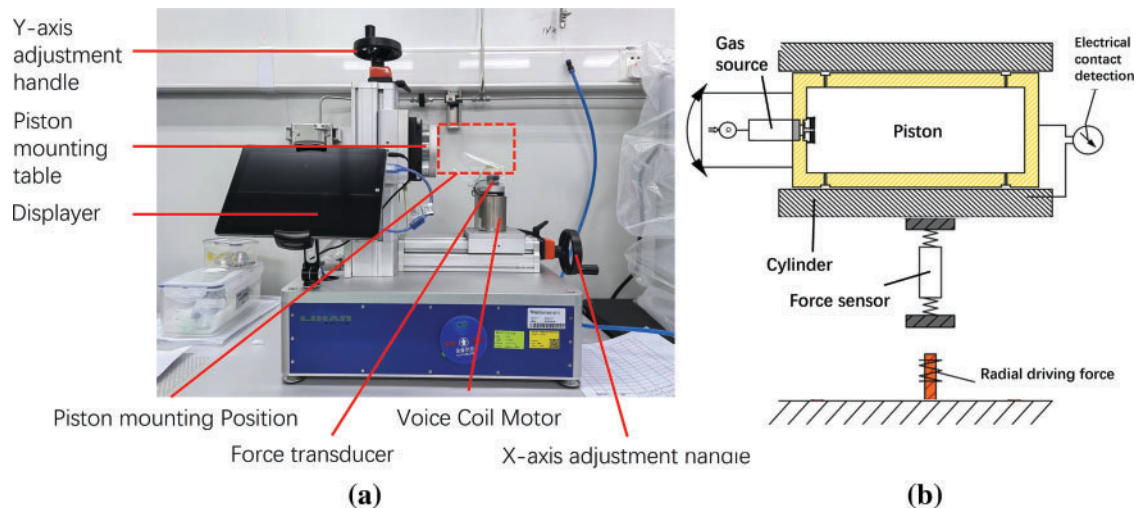 Y-axis
adjustment
handle
Piston
mounting
table
Displayer
LIHAN
Piston mounting Position
Voice Coil Motor
Force transducer
X-axis adjustment handle
(a)
Gas
source
Electrical
contact
detection
Piston
Cylinder
Force sensor
Radial driving force
(b)